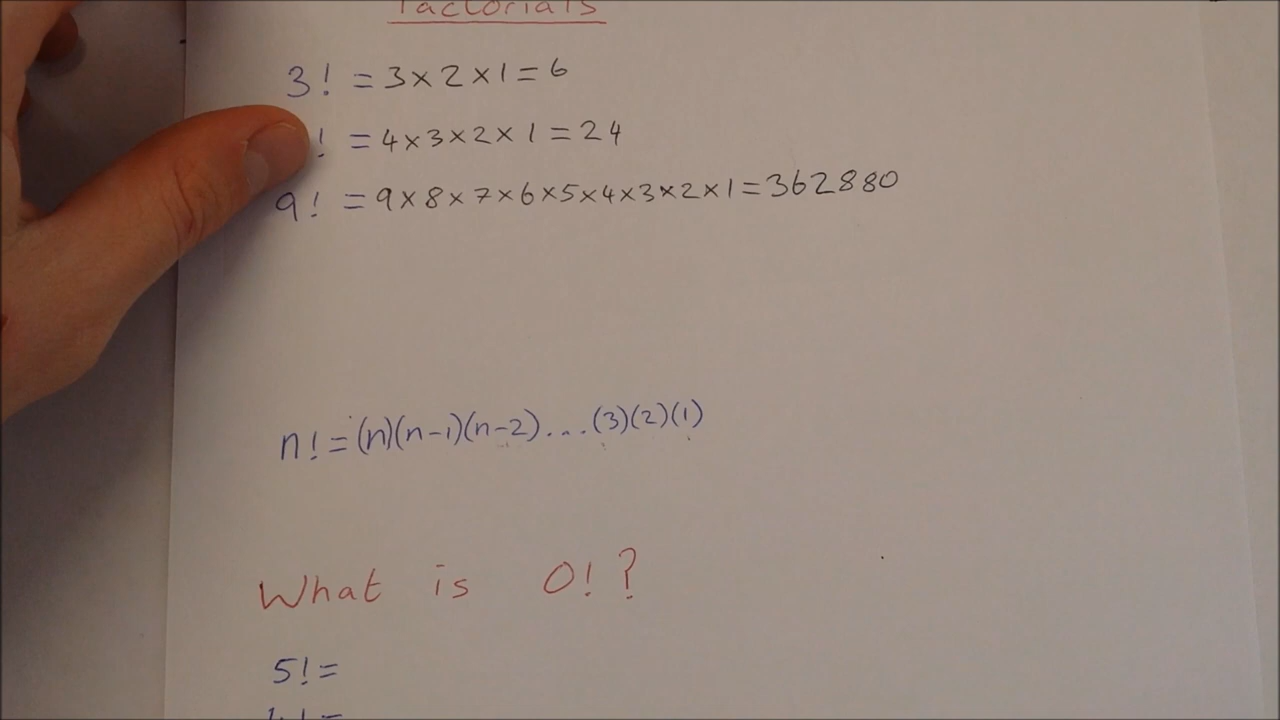 Factorials
3! = 3×2×1=6
! = 4×3×2×1=24
9! = 9×8×7×6×5×4×3×2×1=362880
n! = (n)(n-1)(n-2)....(3)(2)(1)
What is 0!?
5!=
4!=